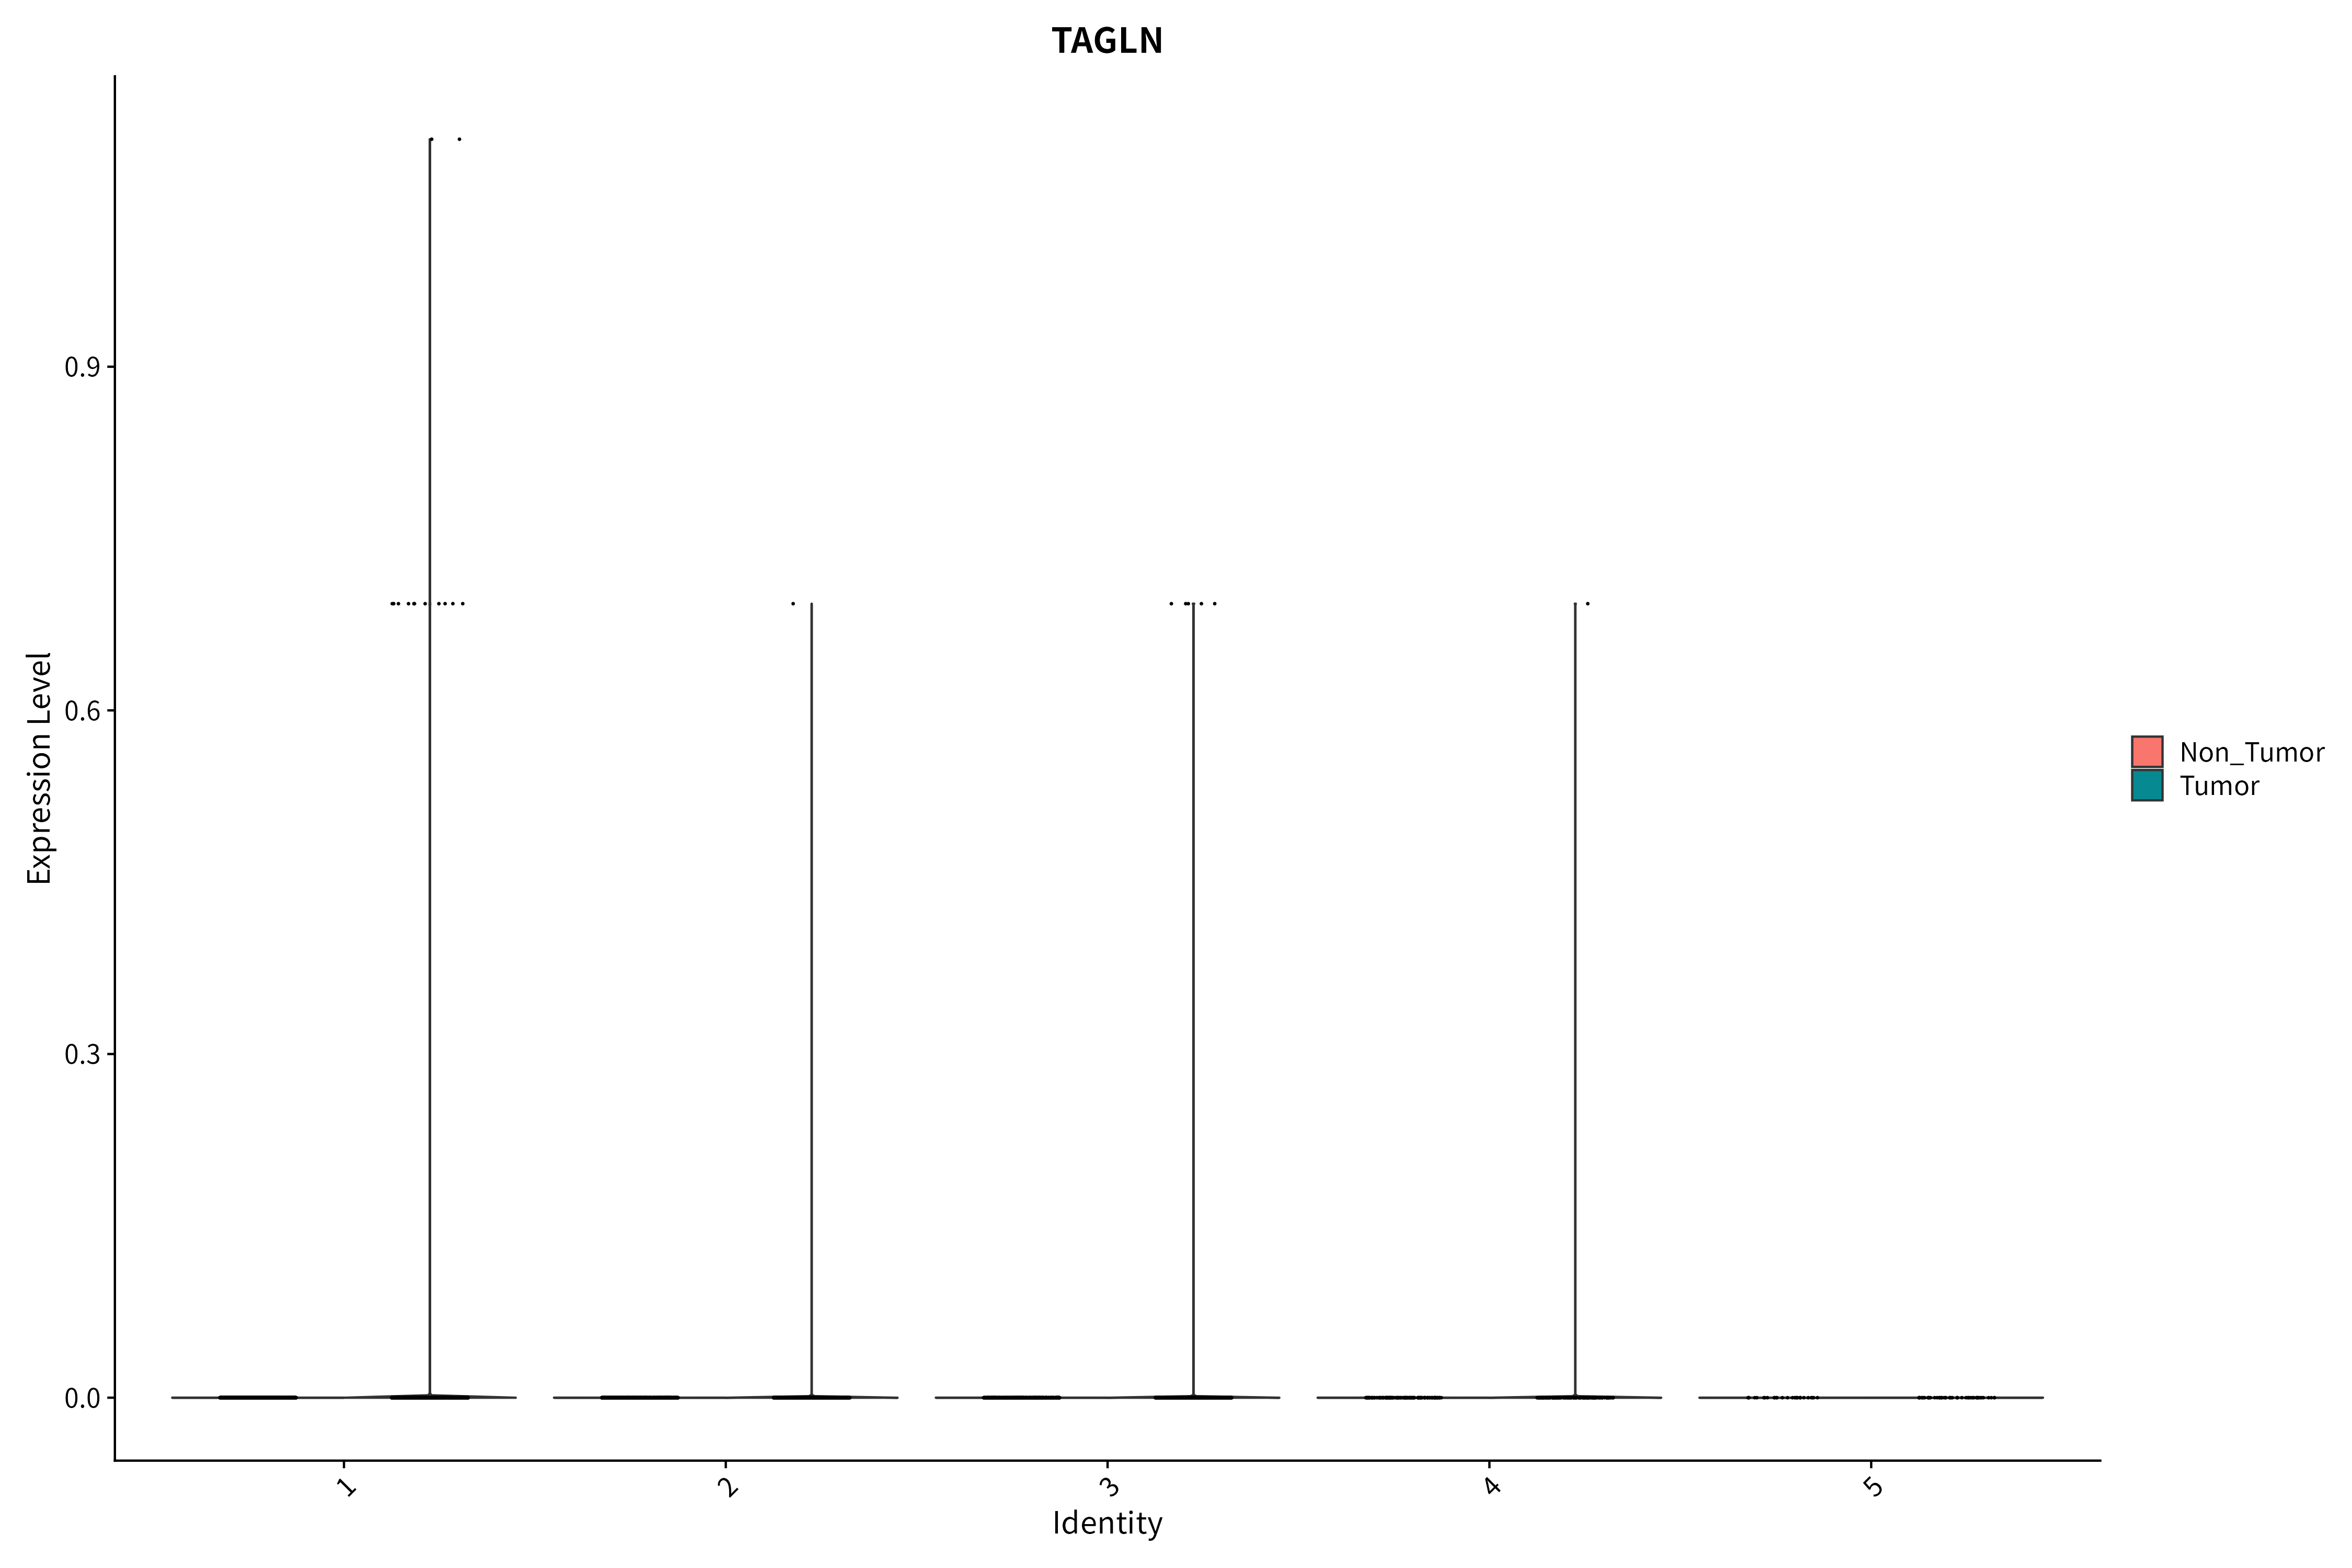 TAGLN
Expression Level
0.9
0.6
0.3
0.0
1
2
3
4
5
Identity
Non_Tumor
Tumor